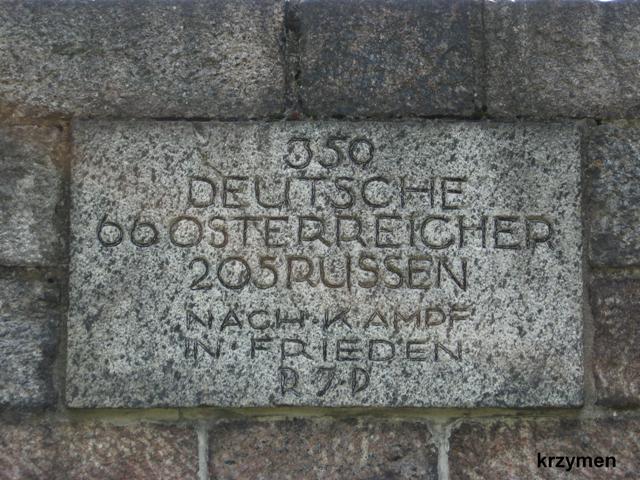 350
DEUTSCHE
66 OSTERREICHER
205 RUSSEN
NACH·KAMPF
IN FRIEDEN
krzymen